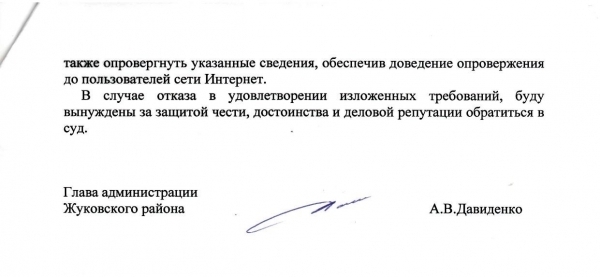 также опровергнуть указанные сведения, обеспечив доведение опровержения
до пользователей сети Интернет.
В случае отказа в удовлетворении изложенных требований, буду
вынуждены за защитой чести, достоинства и деловой репутации обратиться в
суд.
Глава администрации
Жуковского района А.В.Давиденко